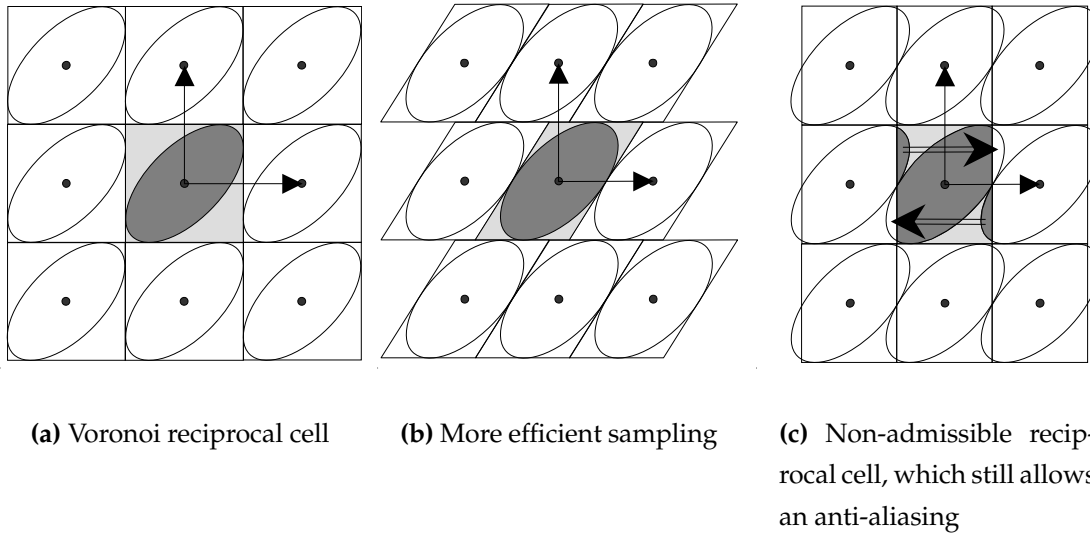 (a) Voronoi reciprocal cell
(b) More efficient sampling
(c) Non-admissible recip-
rocal cell, which still allows
an anti-aliasing